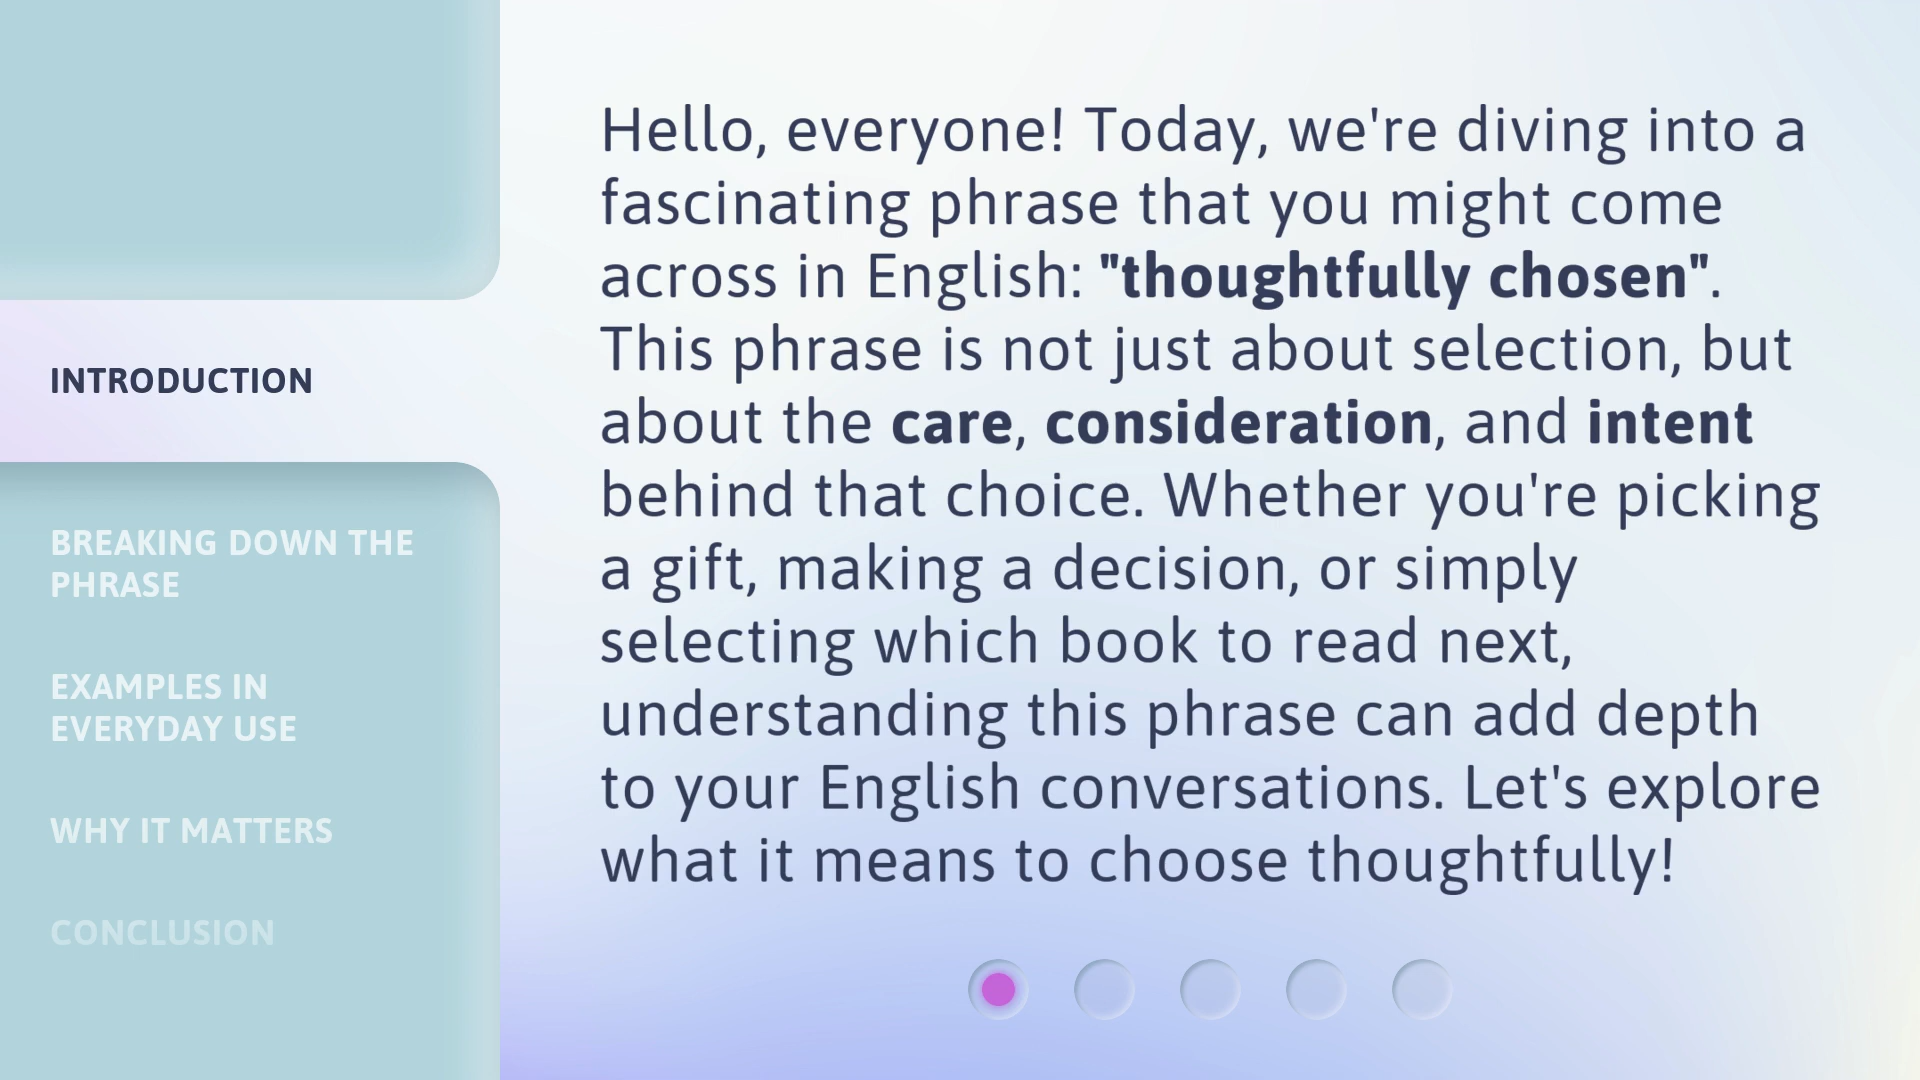 INTRODUCTION
BREAKING DOWN THE
PHRASE
EXAMPLES IN
EVERYDAY USE
WHY IT MATTERS
CONCLUSION
Hello, everyone! Today, we're diving into a
fascinating phrase that you might come
across in English: "thoughtfully chosen".
This phrase is not just about selection, but
about the care, consideration, and intent
behind that choice. Whether you're picking
a gift, making a decision, or simply
selecting which book to read next,
understanding this phrase can add depth
to your English conversations. Let's explore
what it means to choose thoughtfully!